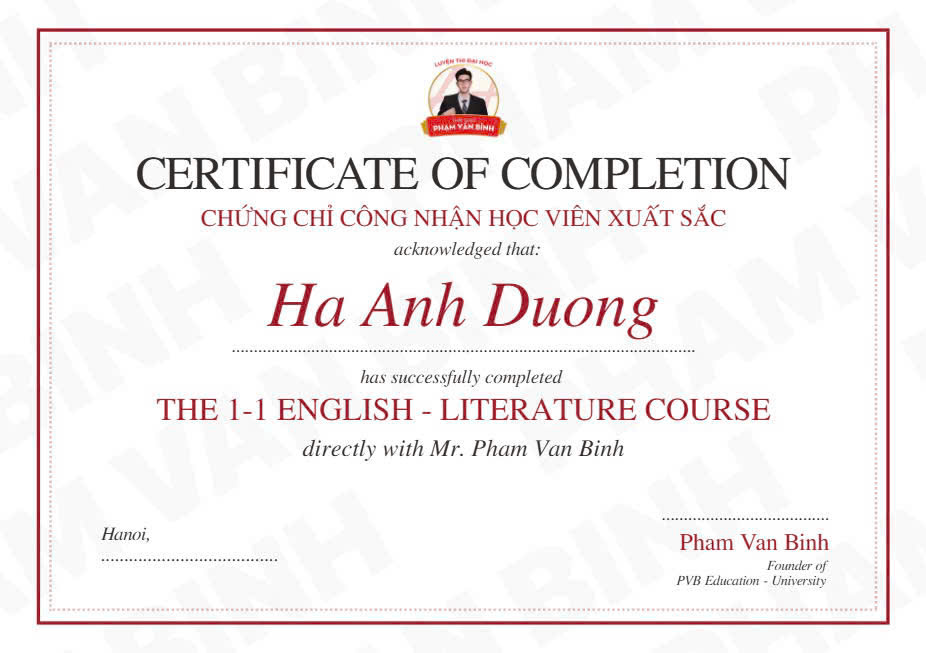 LUYỆN THI ĐẠI HỌC
PHẠM VĂN BÌNH
CERTIFICATE OF COMPLETION
CHỨNG CHỈ CÔNG NHẬN HỌC VIÊN XUẤT SẮC
acknowledged that:
Ha Anh Duong
has successfully completed
THE 1-1 ENGLISH - LITERATURE COURSE
directly with Mr. Pham Van Binh
Hanoi,
Pham Van Binh
Founder of
PVB Education - University